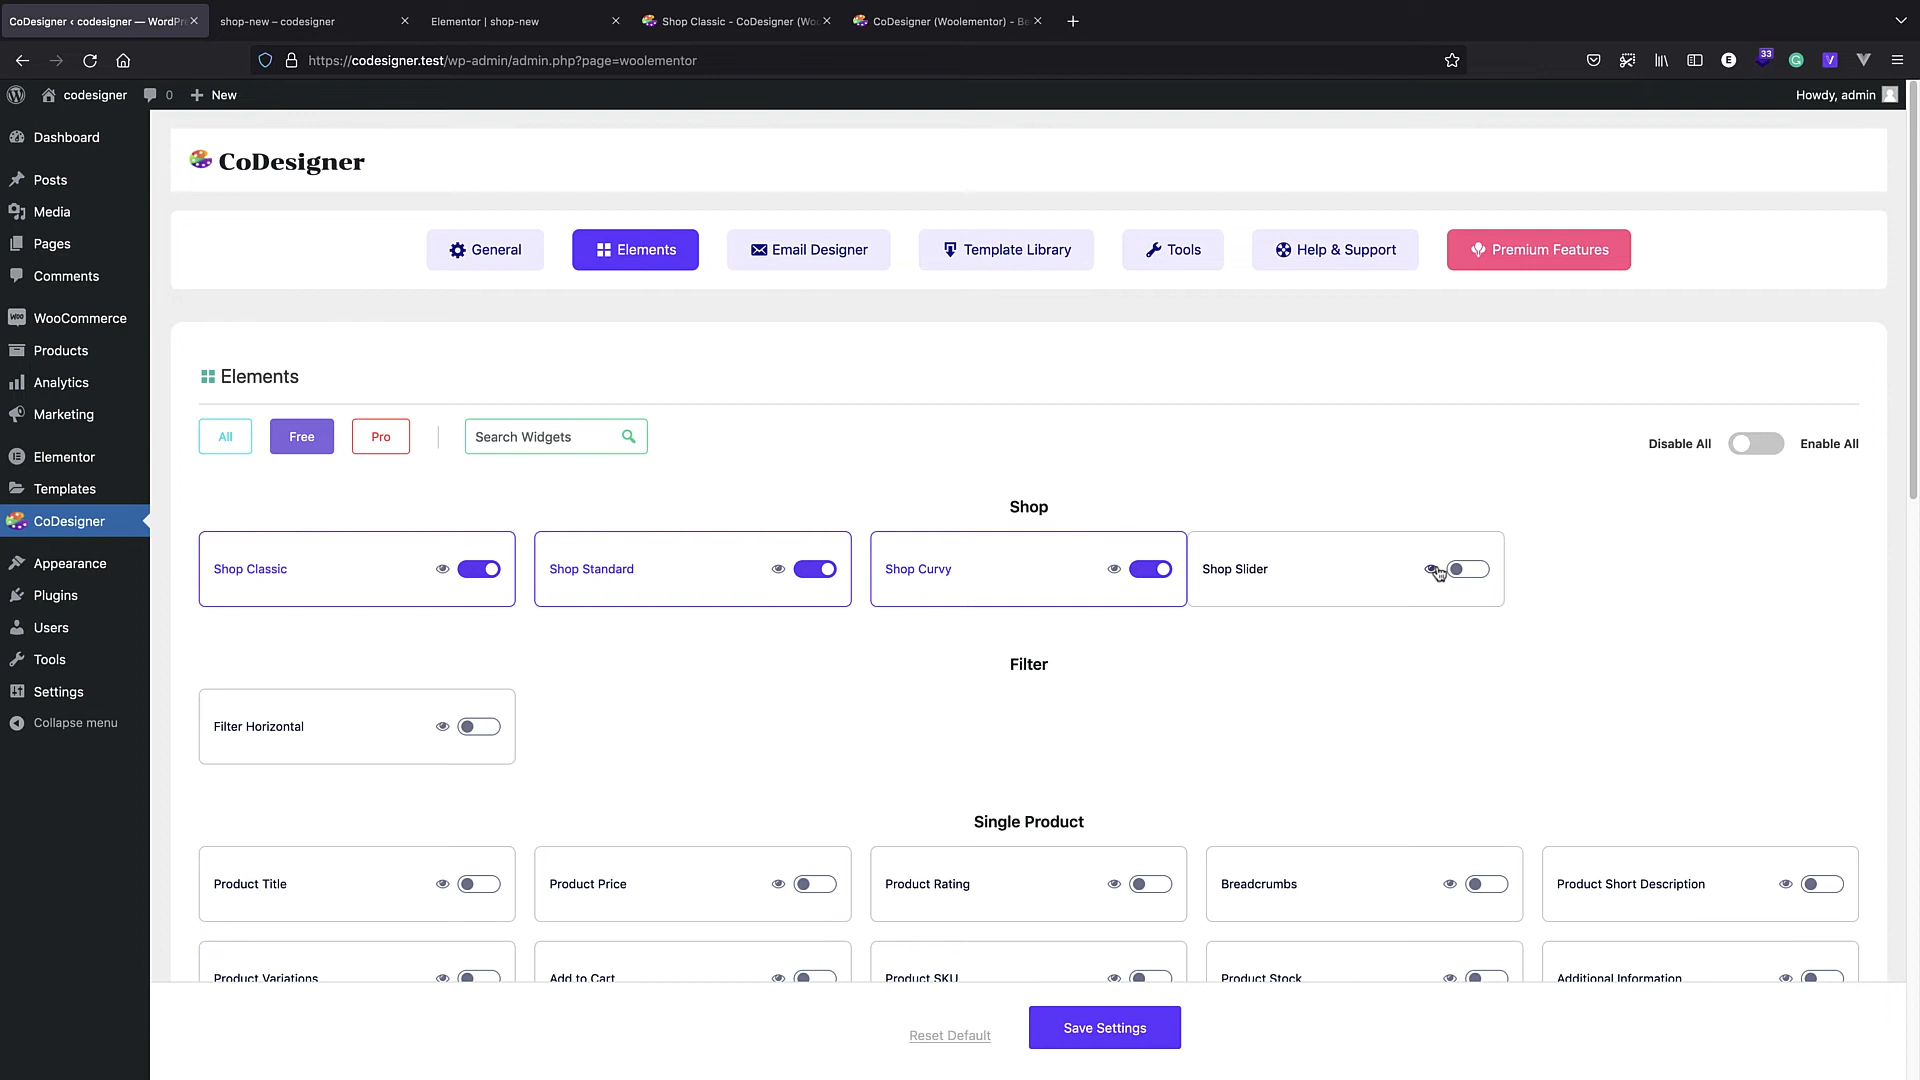 CoDesigner ‹ codesigner — WordPre
shop-new – codesigner
Elementor | shop-new
Shop Classic - CoDesigner (Wo
CoDesigner (Woolementor) - Be
https://codesigner.test/wp-admin/admin.php?page=woolementor
33
codesigner
0
New
Howdy, admin
Dashboard
Posts
Media
Pages
Comments
WooCommerce
Products
Analytics
Marketing
Elementor
Templates
CoDesigner
Appearance
Plugins
Users
Tools
Settings
Collapse menu
CoDesigner
General
Elements
Email Designer
Template Library
Tools
Help & Support
Premium Features
Elements
All
Free
Pro
Search Widgets
Disable All
Enable All
Shop
Shop Classic
Shop Standard
Shop Curvy
Shop Slider
Filter
Filter Horizontal
Single Product
Product Title
Product Price
Product Rating
Breadcrumbs
Product Short Description
Product Variations
Add to Cart
Product SKU
Product Stock
Additional Information
Reset Default
Save Settings